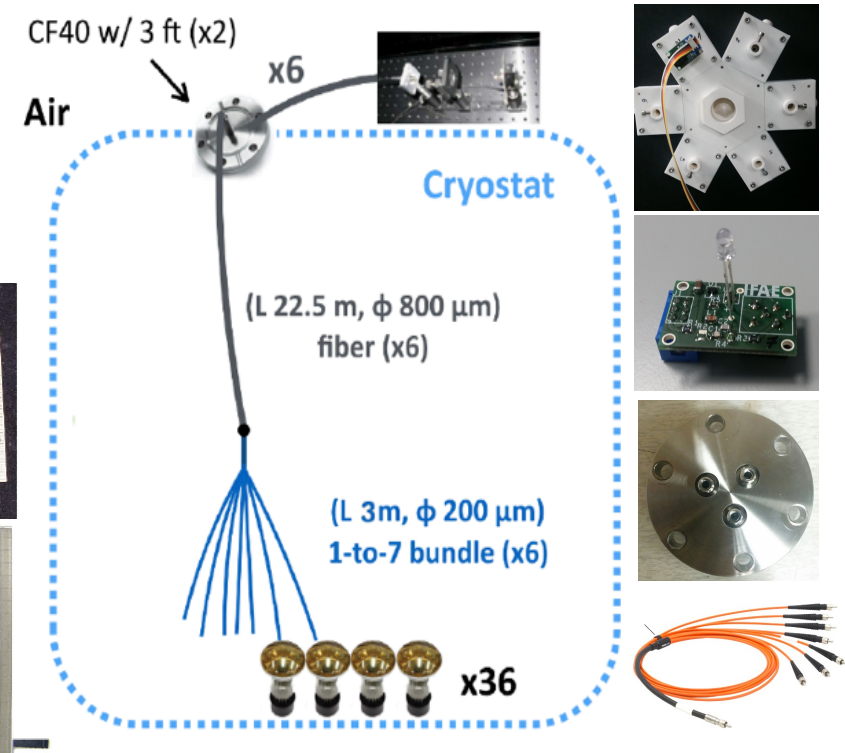 CF40 w/ 3 ft (x2)
x6
Air
Cryostat
(L 22.5 m, ϕ 800 µm)
fiber (x6)
(L 3m, ϕ 200 µm)
1-to-7 bundle (x6)
x36
IFAE